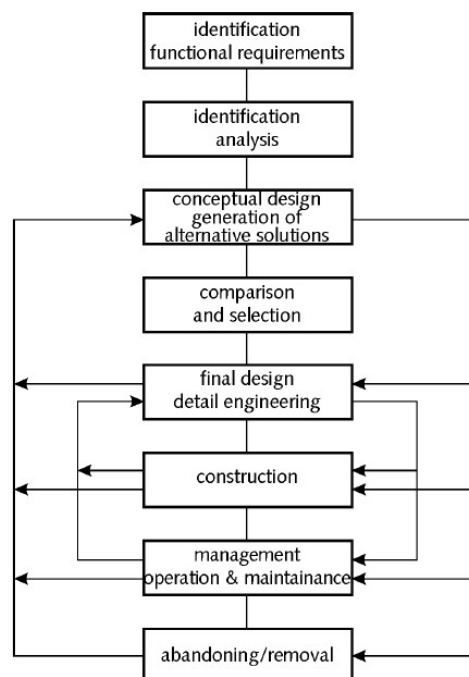 identification
functional requirements
identification
analysis
conceptual design
generation of
alternative solutions
comparison
and selection
final design
detail engineering
construction
management
operation & maintainance
abandoning/removal